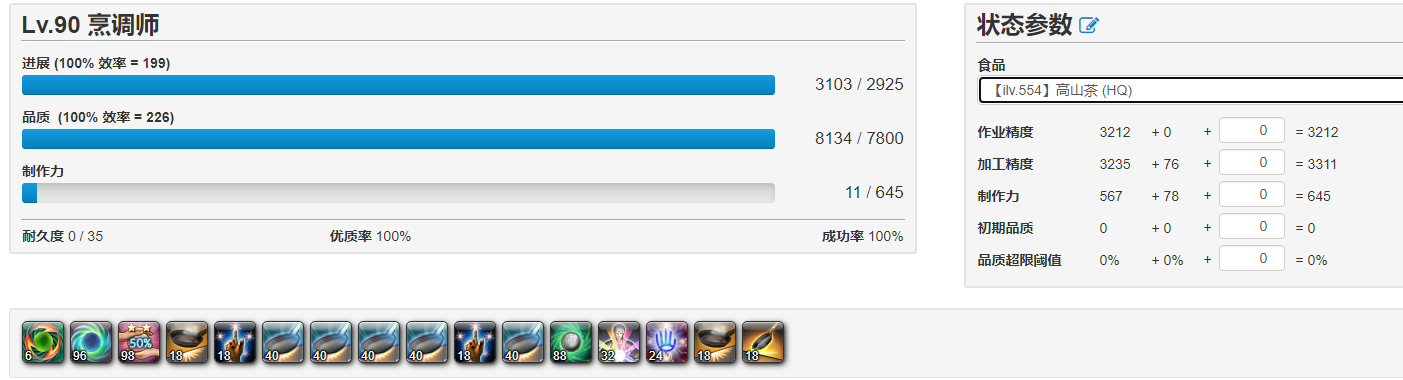 Lv.90 烹调师
进展 (100% 效率 = 199)
3103 / 2925
品质 (100% 效率 = 226)
8134 / 7800
制作力
11 / 645
耐久度 0 / 35 优质率 100% 成功率 100%
状态参数
食品
【ilv.554】高山茶 (HQ)
作业精度 3212 + 0 + 0 = 3212
加工精度 3235 + 76 + 0 = 3311
制作力 567 + 78 + 0 = 645
初期品质 0 + 0 + 0 = 0
品质超限阈值 0% + 0% + 0 = 0%
6 96 98 50% 18 18 40 40 40 40 18 40 88 32 24 18 18